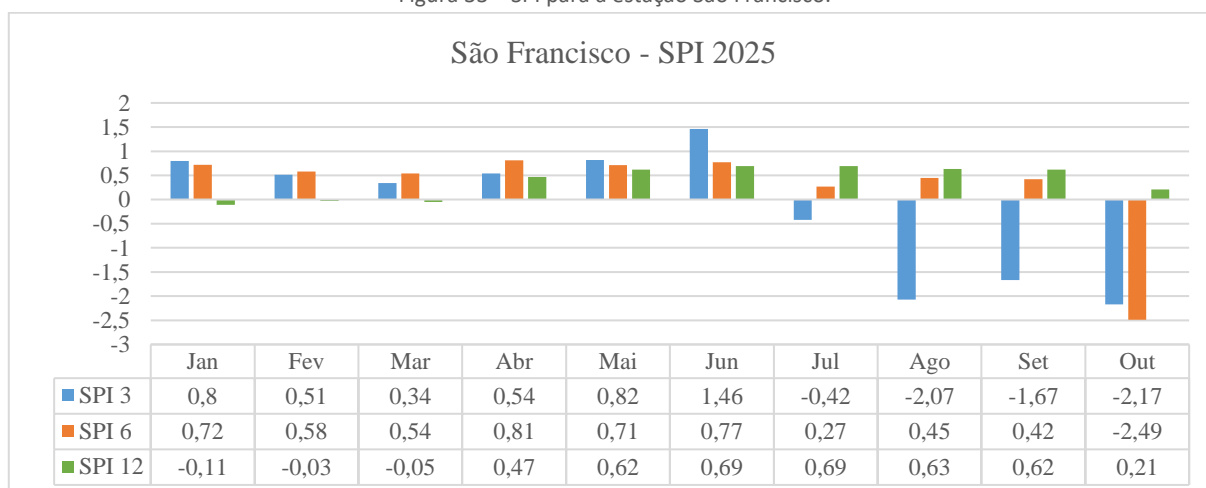 São Francisco - SPI 2025
2
1,5
1
0,5
0
-0,5
-1
-1,5
-2
-2,5
-3
Jan Fev Mar Abr Mai Jun Jul Ago Set Out
SPI 3 0,8 0,51 0,34 0,54 0,82 1,46 -0,42 -2,07 -1,67 -2,17
SPI 6 0,72 0,58 0,54 0,81 0,71 0,77 0,27 0,45 0,42 -2,49
SPI 12 -0,11 -0,03 -0,05 0,47 0,62 0,69 0,69 0,63 0,62 0,21